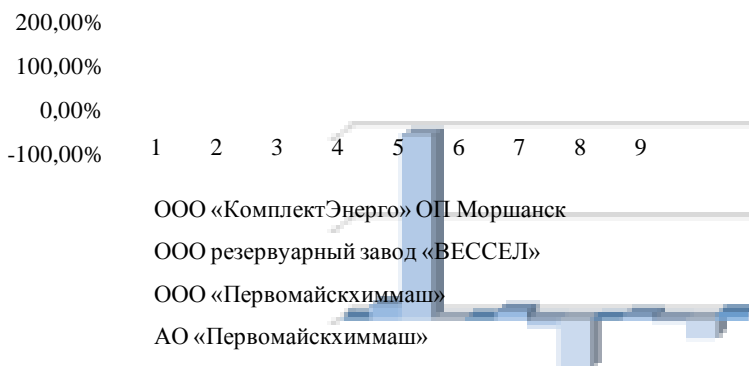 200,00%
100,00%
0,00%
-100,00%
1 2 3 4 5 6 7 8 9
ООО «КомплектЭнерго» ОП Моршанск
ООО резервуарный завод «ВЕССЕЛ»
ООО «Первомайскхиммаш»
АО «Первомайскхиммаш»